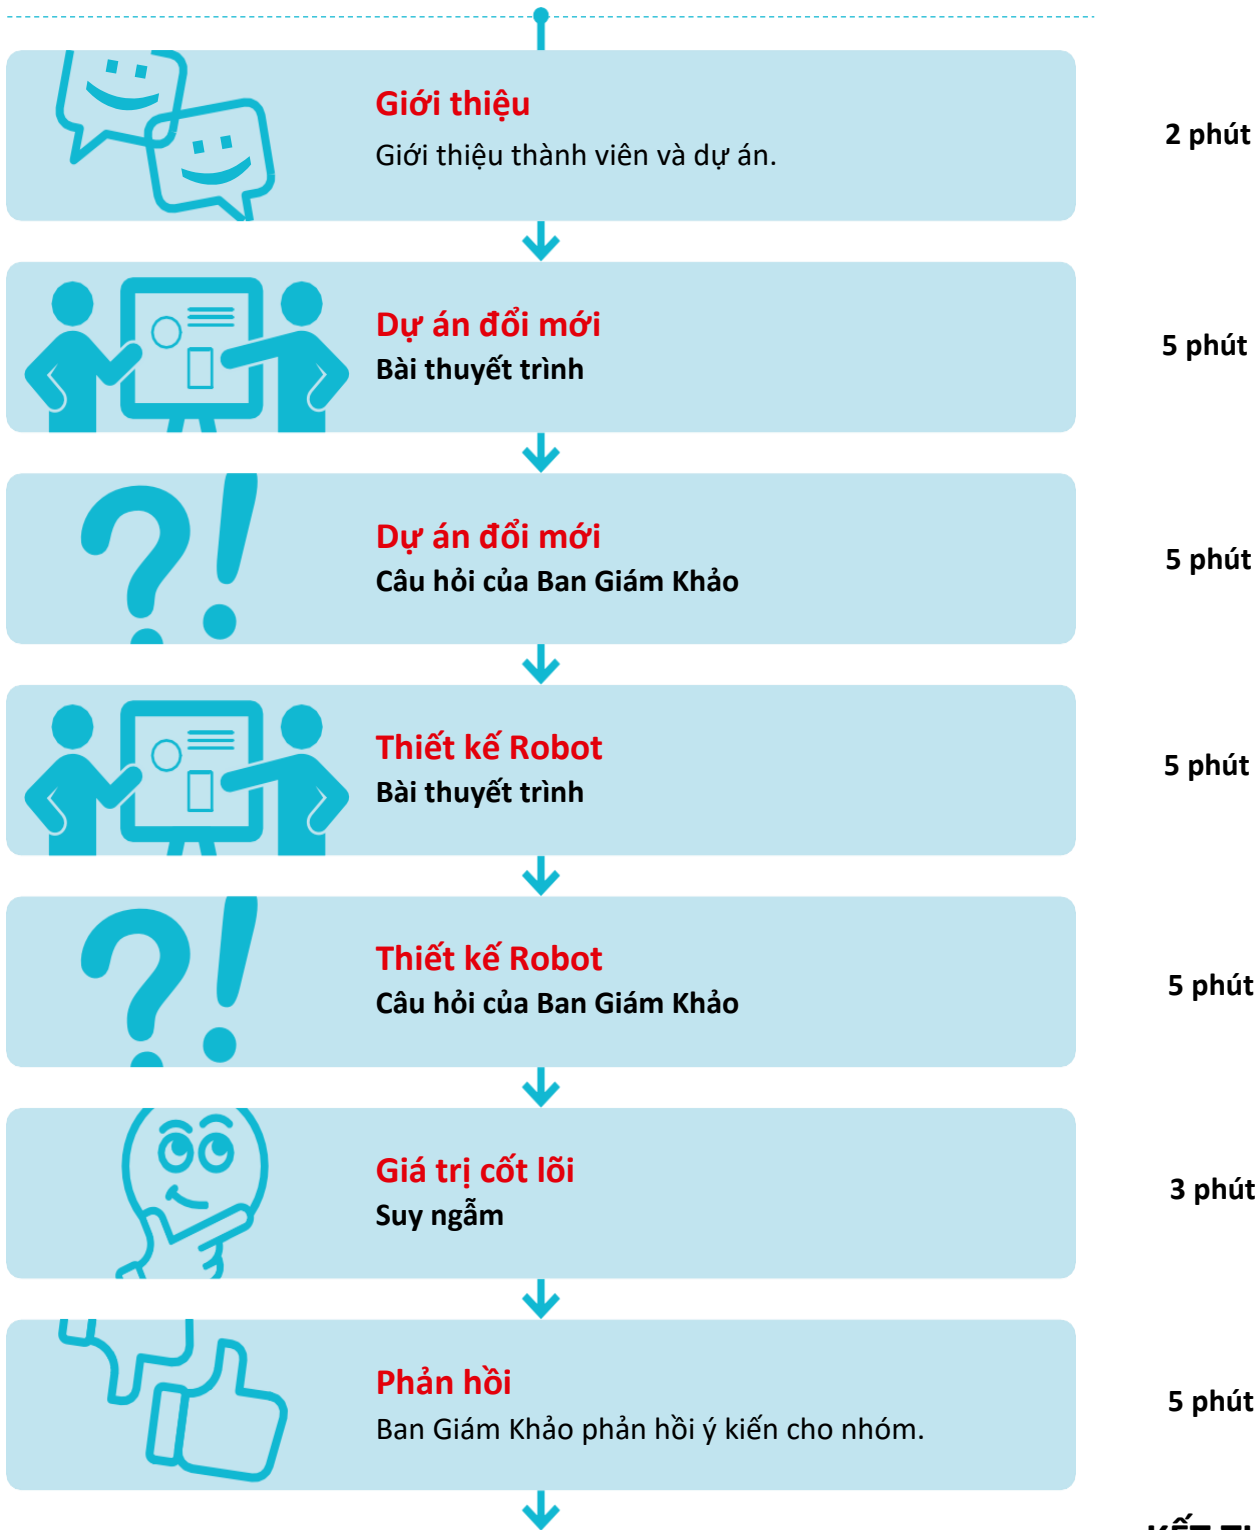 Giới thiệu
Giới thiệu thành viên và dự án.
2 phút
Dự án đổi mới
Bài thuyết trình
5 phút
Dự án đổi mới
Câu hỏi của Ban Giám Khảo
5 phút
Thiết kế Robot
Bài thuyết trình
5 phút
Thiết kế Robot
Câu hỏi của Ban Giám Khảo
5 phút
Giá trị cốt lõi
Suy ngẫm
3 phút
Phản hồi
Ban Giám Khảo phản hồi ý kiến cho nhóm.
5 phút
KẾT